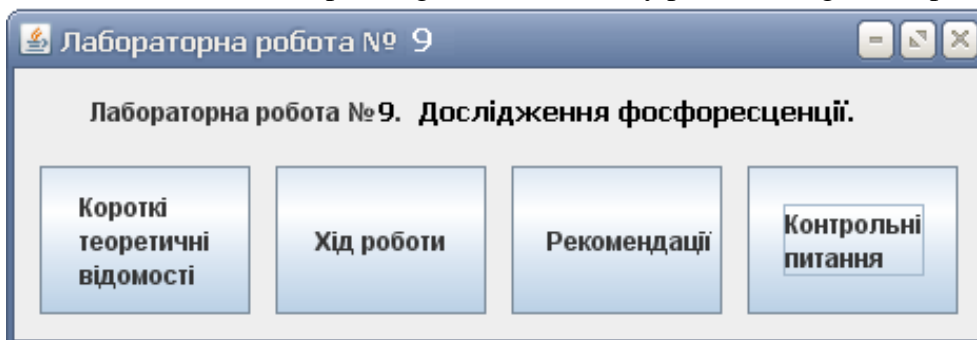 Лабораторна робота № 9
Лабораторна робота №9. Дослідження фосфоресценції.
Короткі
теоретичні
відомості
Хід роботи
Рекомендації
Контрольні
питання